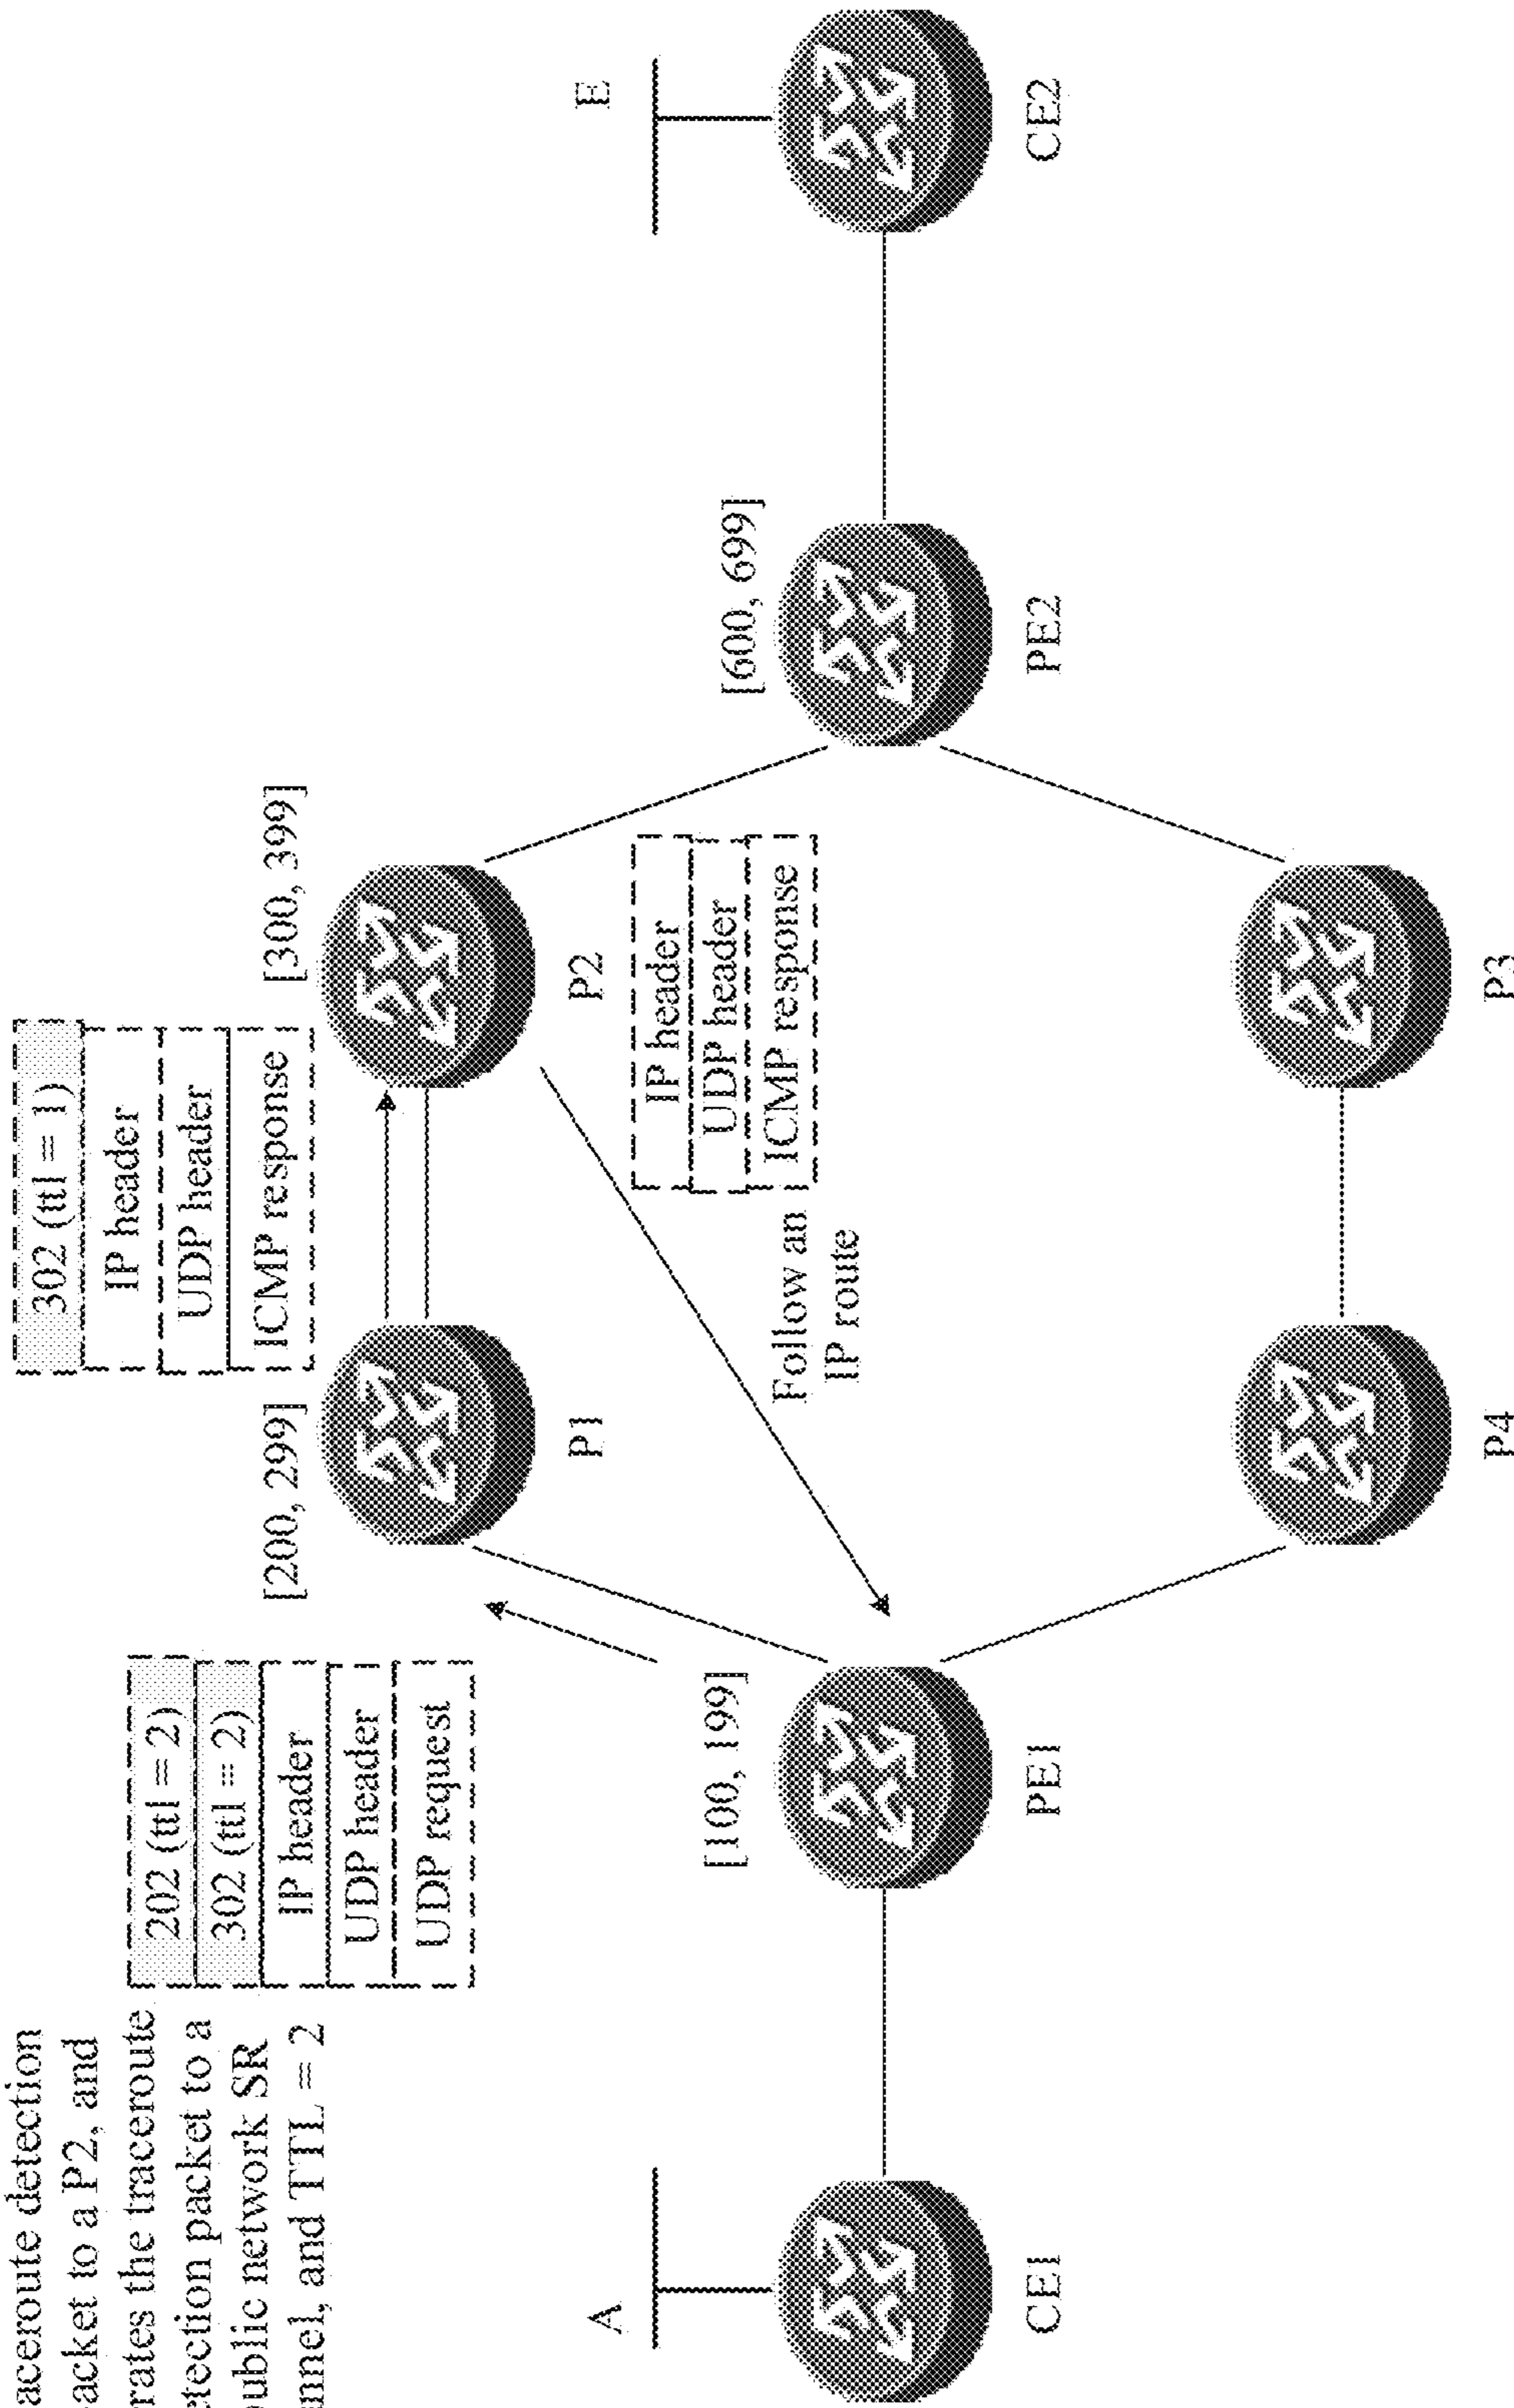 aceroute detection
acket to a P2, and
rates the traceroute
tection packet to a
public network SR
nnel, and TTL = 2
202 (ttl = 2)
302 (ttl = 2)
IP header
UDP header
UDP request
302 (ttl = 1)
IP header
UDP header
ICMP response
[200, 299]
[300, 399]
P1
P2
IP header
UDP header
ICMP response
Follow an
IP route
A
[100, 199]
[600, 699]
E
CE1
PE1
PE2
CE2
P4
P3